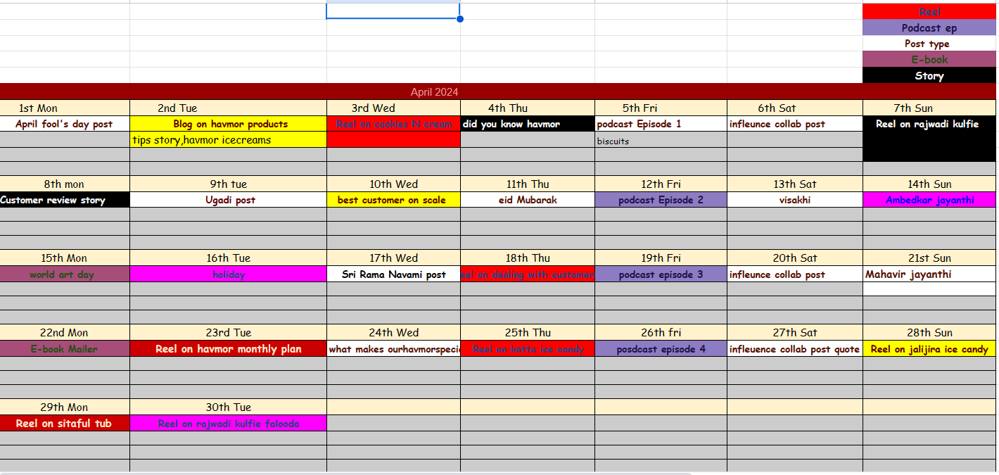 Reel
Podcast ep
Post type
E-book
Story
April 2024
1st Mon 2nd Tue 3rd Wed 4th Thu 5th Fri 6th Sat 7th Sun
April fool's day post Blog on havmor products Reel on cookies N cream did you know havmor podcast Episode 1 infleunce collab post Reel on rajwadi kulfie
tips story,havmor icecreams biscuits
8th mon 9th tue 10th Wed 11th Thu 12th Fri 13th Sat 14th Sun
Customer review story Ugadi post best customer on scale eid Mubarak podcast Episode 2 visakhi Ambedkar jayanthi
15th Mon 16th Tue 17th Wed 18th Thu 19th Fri 20th Sat 21st Sun
world art day holiday Sri Rama Navami post eel on dealing with customer podcast episode 3 infleunce collab post Mahavir jayanthi
22nd Mon 23rd Tue 24th Wed 25th Thu 26th fri 27th Sat 28th Sun
E-book Mailer Reel on havmor monthly plan what makes ourhavmorspecia Reel on katta ice candy posdcast episode 4 infleuence collab post quote Reel on jalijira ice candy
29th Mon 30th Tue
Reel on sitaful tub Reel on rajwadi kulfie falooda